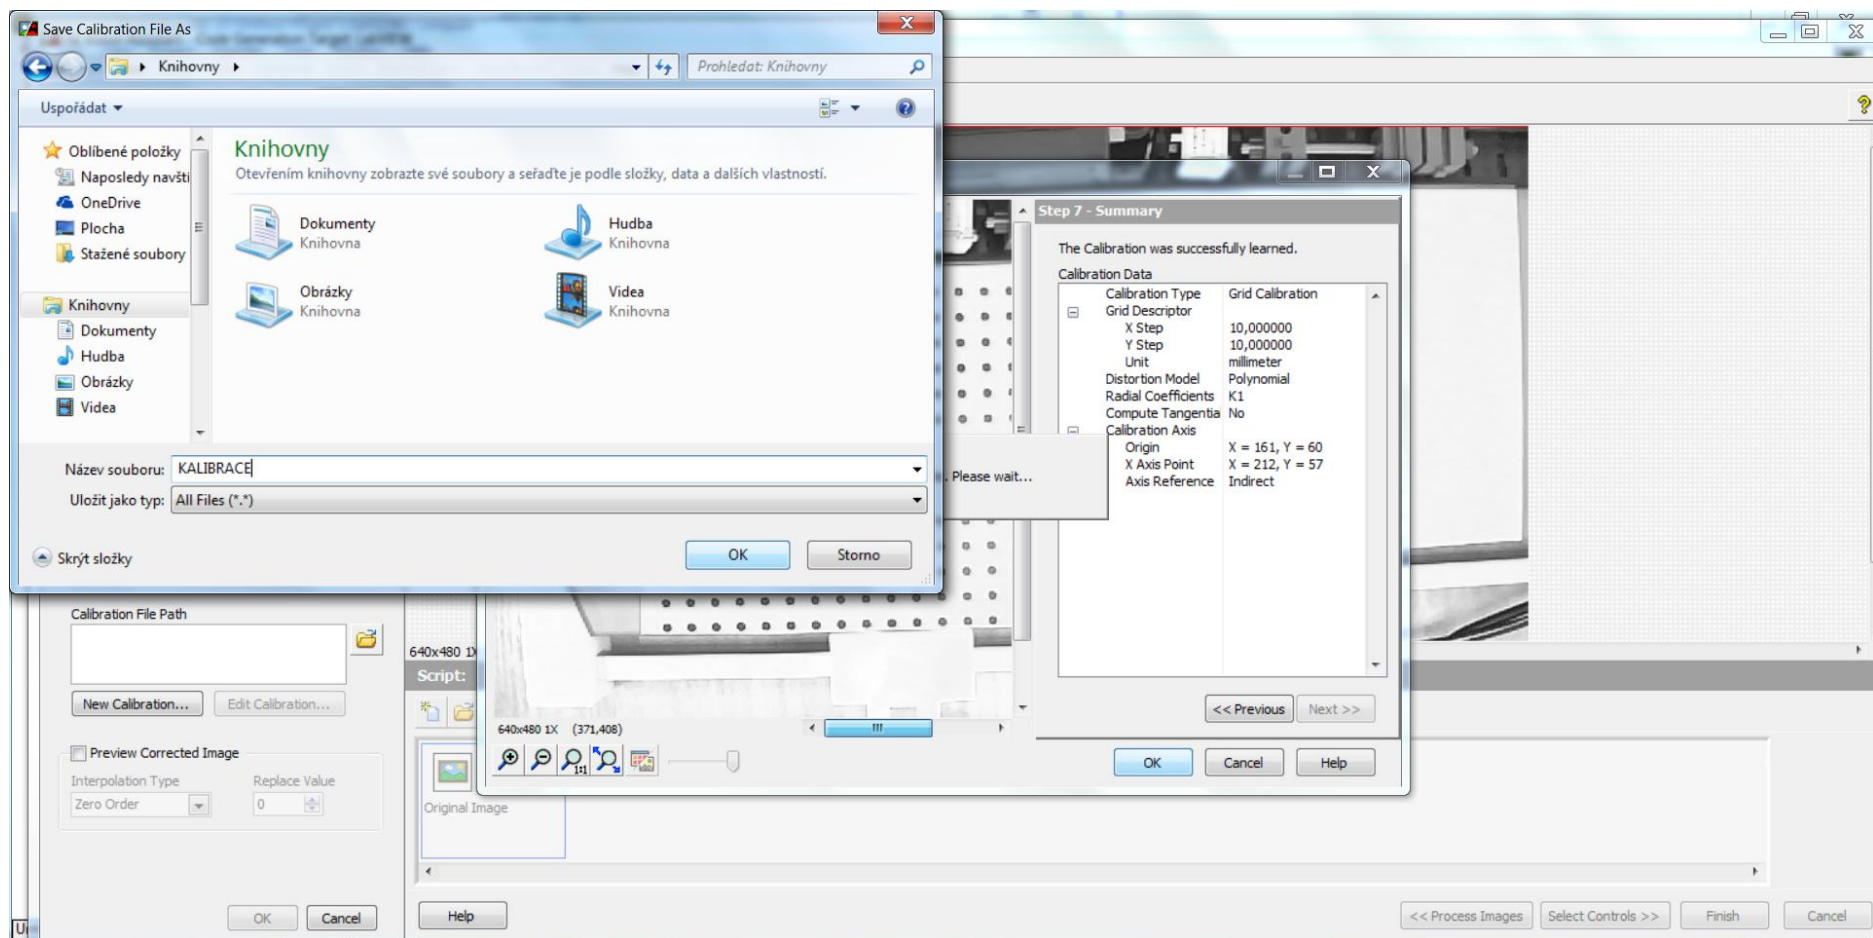 Save Calibration File As
Knihovny
Prohledat: Knihovny
Uspořádat
Oblíbené položky
Naposledy navšti
OneDrive
Plocha
Stažené soubory
Knihovny
Dokumenty
Hudba
Obrázky
Videa
Knihovny
Otevřením knihovny zobrazte své soubory a seřaďte je podle složky, data a dalších vlastností.
Dokumenty
Knihovna
Hudba
Knihovna
Obrázky
Knihovna
Videa
Knihovna
Název souboru: KALIBRACE
Uložit jako typ: All Files (*.*)
Skrýt složky
OK
Storno
. Please wait...
Step 7 - Summary
The Calibration was successfully learned.
Calibration Data
Calibration Type Grid Calibration
Grid Descriptor
X Step 10,000000
Y Step 10,000000
Unit millimeter
Distortion Model Polynomial
Radial Coefficients K1
Compute Tangentia No
Calibration Axis
Origin X = 161, Y = 60
X Axis Point X = 212, Y = 57
Axis Reference Indirect
<< Previous
Next >>
640x480 1X (371,408)
OK
Cancel
Help
Calibration File Path
New Calibration...
Edit Calibration...
Preview Corrected Image
Interpolation Type
Replace Value
Zero Order
0
OK
Cancel
640x480 1X
Script:
1:1
Original Image
Help
<< Process Images
Select Controls >>
Finish
Cancel